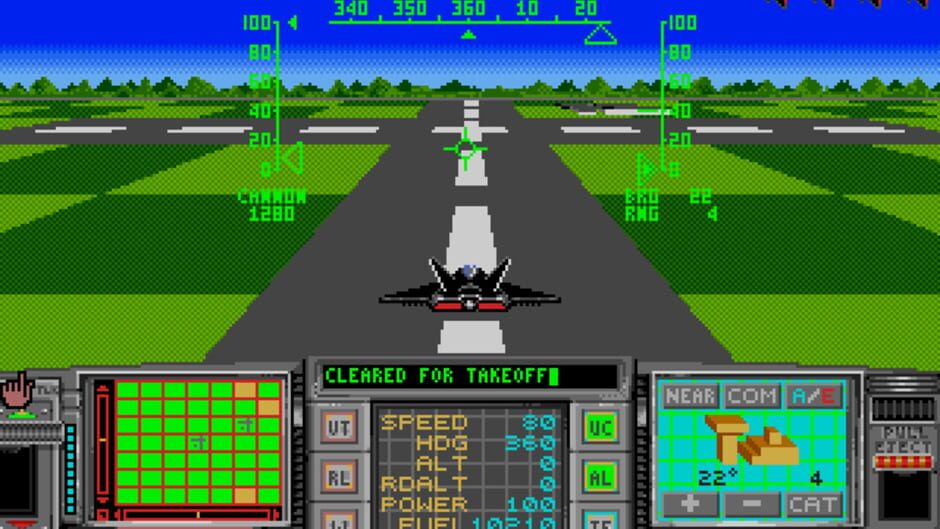 340 350 360 10 20
100 100
80 80
60 60
40 40
20 20
0 0
CANNON BRG 22
1280 RNG 4
CLEARED FOR TAKEOFF
NEAR COM A/E
VT SPEED 80 UC
HDG 360
PULL
EJECT
ALT 0
22° 4
RL RDALT 0 AL
POWER 100
+ - CAT
FUEL 10210